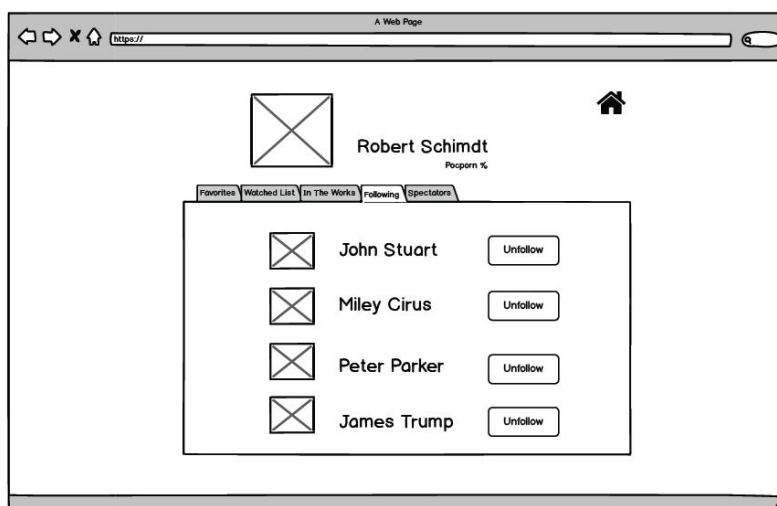 A Web Page
https://
Robert Schimdt
Pocporn %
Favorites Watched List In The Works Following Spectators
John Stuart Unfollow
Miley Cirus Unfollow
Peter Parker Unfollow
James Trump Unfollow